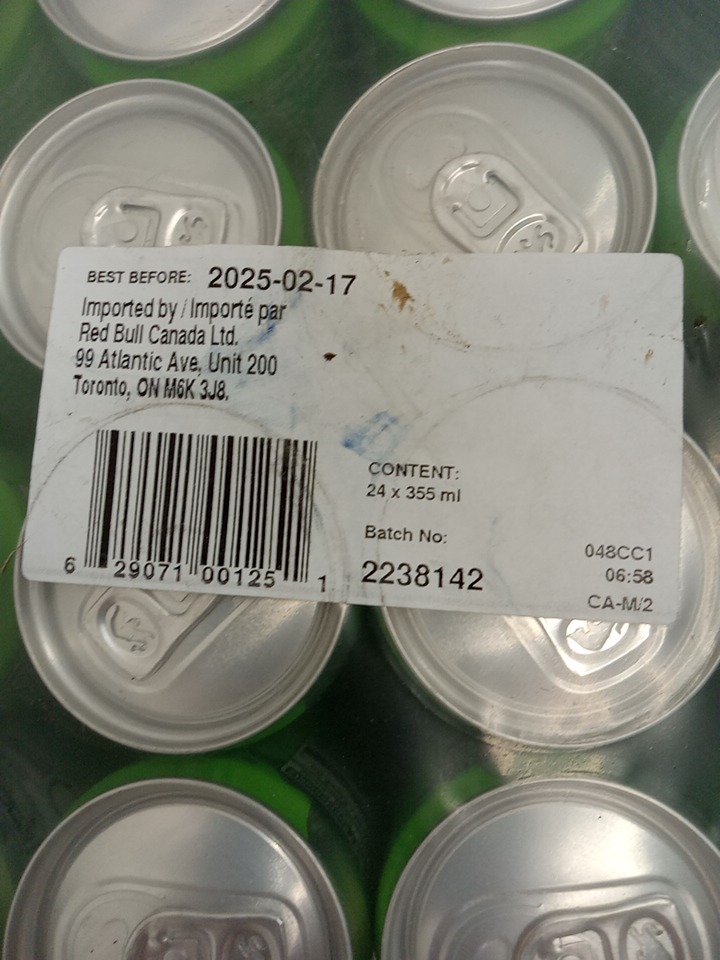 BEST BEFORE: 2025-02-17
Imported by / Importé par
Red Bull Canada Ltd.
99 Atlantic Ave, Unit 200
Toronto, ON M6K 3J8.
CONTENT:
24 x 355 ml
Batch No:
2238142
048CC1
06:58
CA-M/2
6 29071 00125 1